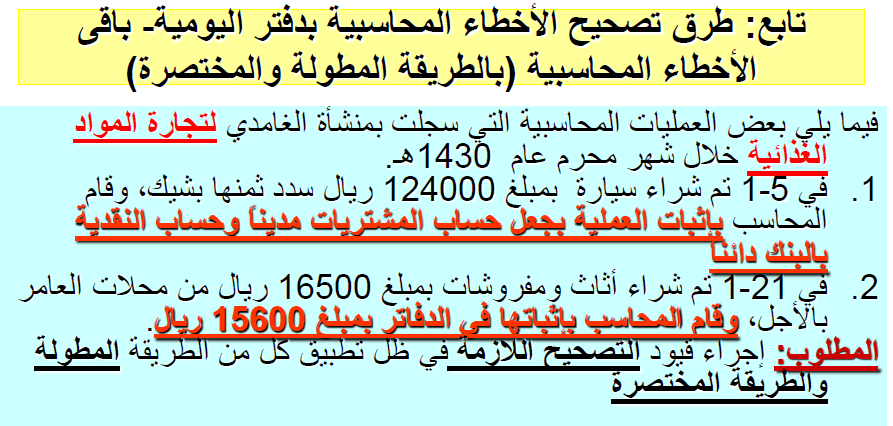 تابع: طرق تصحيح الأخطاء المحاسبية بدفتر اليومية- باقى
الأخطاء المحاسبية (بالطريقة المطولة والمختصرة)
فيما يلي بعض العمليات المحاسبية التي سجلت بمنشأة الغامدي لتجارة المواد
الغذائية خلال شهر محرم عام 1430هـ.
1. في 5-1 تم شراء سيارة بمبلغ 124000 ريال سدد ثمنها بشيك، وقام
المحاسب بإثبات العملية بجعل حساب المشتريات مديناً وحساب النقدية
بالبنك دائناً
2. في 21-1 تم شراء أثاث ومفروشات بمبلغ 16500 ريال من محلات العامر
بالأجل، وقام المحاسب بإثباتها في الدفاتر بمبلغ 15600 ريال.
المطلوب: إجراء قيود التصحيح اللازمة في ظل تطبيق كل من الطريقة المطولة
والطريقة المختصرة